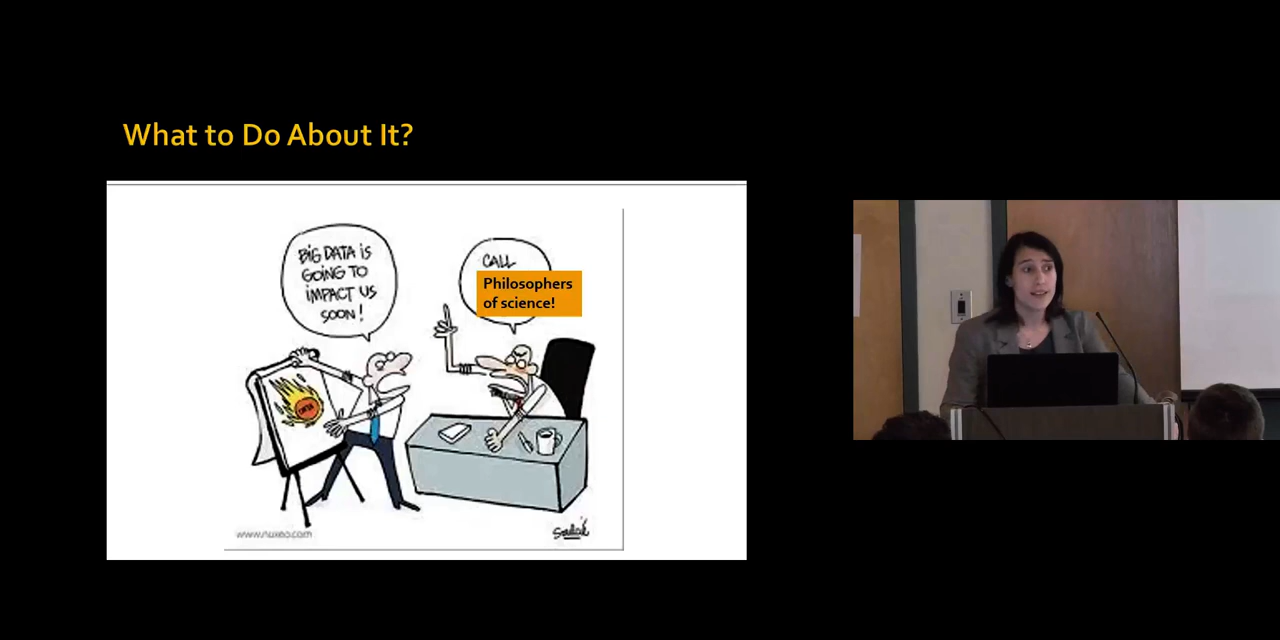 What to Do About It?
BIG DATA is
GOING TO
IMPACT US
SOON!
CALL
Philosophers
of science!
DATA
www.nuxeo.com